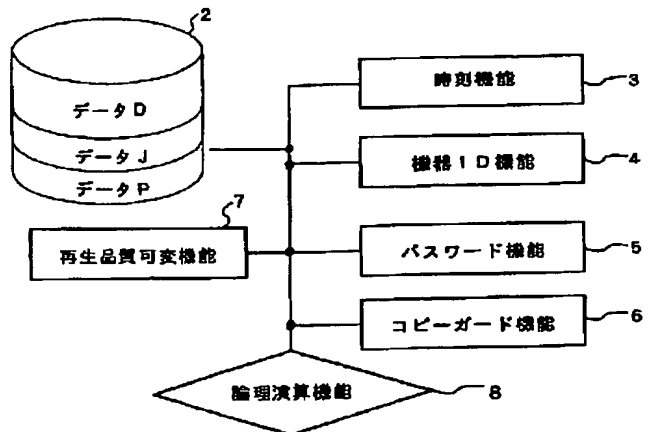 2
データD
データJ
データP
時刻機能
3
機器ID機能
4
7
再生品質可変機能
パスワード機能
5
コピーガード機能
6
論理演算機能
8